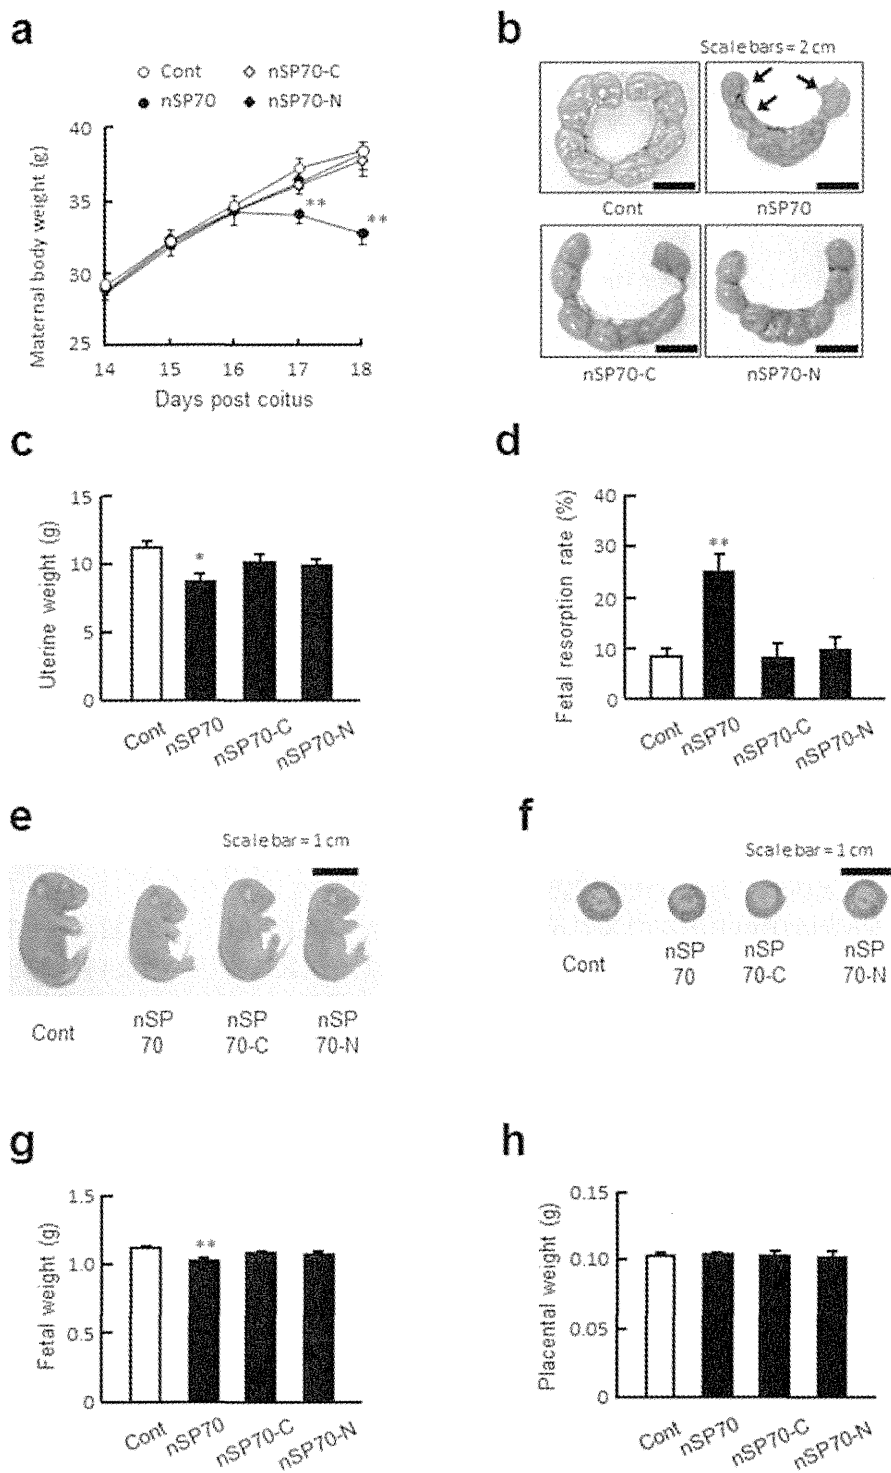 a
Cont
nSP70-C
nSP70
nSP70-N
Maternal body weight (g)
40
35
30
25
**
**
14 15 16 17 18
Days post coitus
b
Scale bars = 2 cm
Cont
nSP70
nSP70-C
nSP70-N
c
Uterine weight (g)
15
10
5
0
*
Cont
nSP70
nSP70-C
nSP70-N
d
Fetal resorption rate (%)
40
30
20
10
0
**
Cont
nSP70
nSP70-C
nSP70-N
e
Scale bar = 1 cm
Cont
nSP
70
nSP
70-C
nSP
70-N
f
Scale bar = 1 cm
Cont
nSP
70
nSP
70-C
nSP
70-N
g
Fetal weight (g)
1.5
1.0
0.5
0
**
Cont
nSP70
nSP70-C
nSP70-N
h
Placental weight (g)
0.15
0.10
0.05
0
Cont
nSP70
nSP70-C
nSP70-N